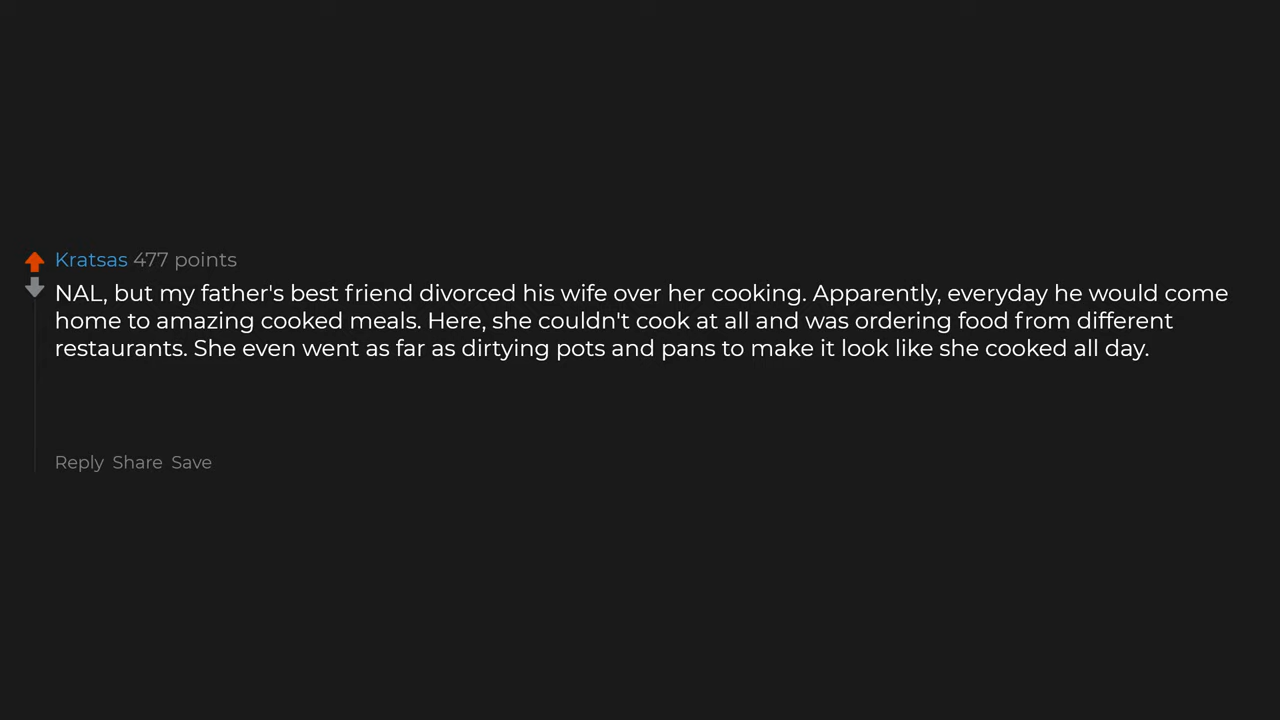 Kratsas 477 points
NAL, but my father's best friend divorced his wife over her cooking. Apparently, everyday he would come
home to amazing cooked meals. Here, she couldn't cook at all and was ordering food from different
restaurants. She even went as far as dirtying pots and pans to make it look like she cooked all day.
Reply Share Save